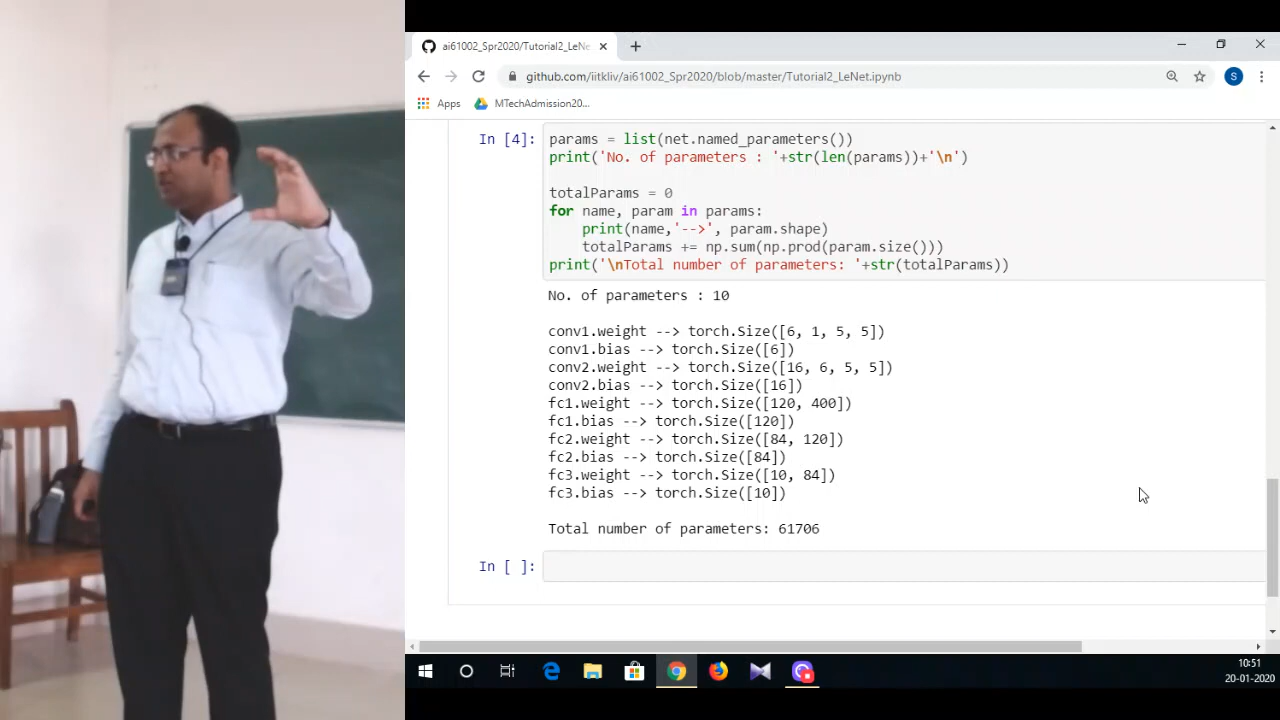 ai61002_Spr2020/Tutorial2_LeNe
github.com/iitkliv/ai61002_Spr2020/blob/master/Tutorial2_LeNet.ipynb
S
Apps
MTechAdmission20...
In [4]:
params = list(net.named_parameters())
print('No. of parameters : '+str(len(params))+'\n')
totalParams = 0
for name, param in params:
print(name,'-->', param.shape)
totalParams += np.sum(np.prod(param.size()))
print('\nTotal number of parameters: '+str(totalParams))
No. of parameters : 10
conv1.weight --> torch.Size([6, 1, 5, 5])
conv1.bias --> torch.Size([6])
conv2.weight --> torch.Size([16, 6, 5, 5])
conv2.bias --> torch.Size([16])
fc1.weight --> torch.Size([120, 400])
fc1.bias --> torch.Size([120])
fc2.weight --> torch.Size([84, 120])
fc2.bias --> torch.Size([84])
fc3.weight --> torch.Size([10, 84])
fc3.bias --> torch.Size([10])
Total number of parameters: 61706
In [ ]:
10:51
20-01-2020